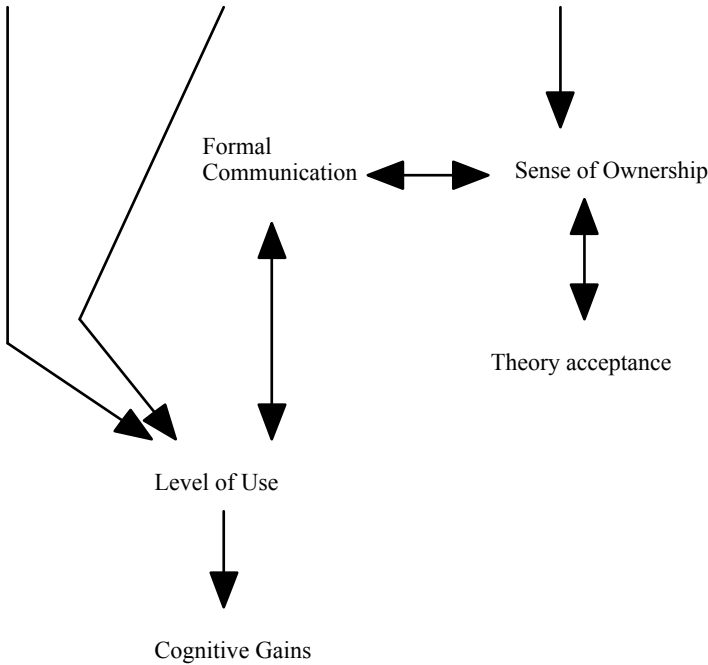 Formal
Communication
Sense of Ownership
Theory acceptance
Level of Use
Cognitive Gains